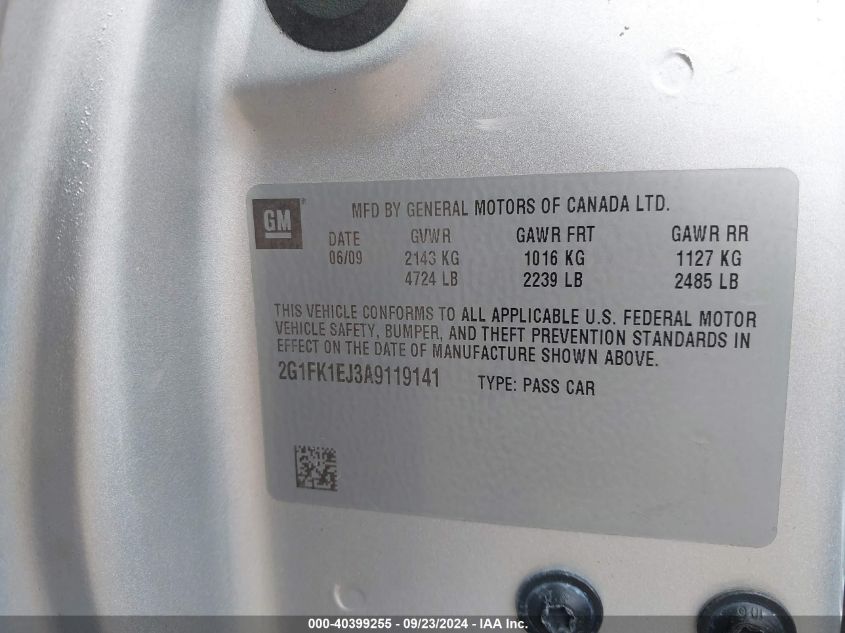 GM
MFD BY GENERAL MOTORS OF CANADA LTD.
DATE GVWR GAWR FRT GAWR RR
06/09 2143 KG 1016 KG 1127 KG
4724 LB 2239 LB 2485 LB
THIS VEHICLE CONFORMS TO ALL APPLICABLE U.S. FEDERAL MOTOR
VEHICLE SAFETY, BUMPER, AND THEFT PREVENTION STANDARDS IN
EFFECT ON THE DATE OF MANUFACTURE SHOWN ABOVE.
2G1FK1EJ3A9119141 TYPE: PASS CAR
000-40399255 - 09/23/2024 - IAA Inc.